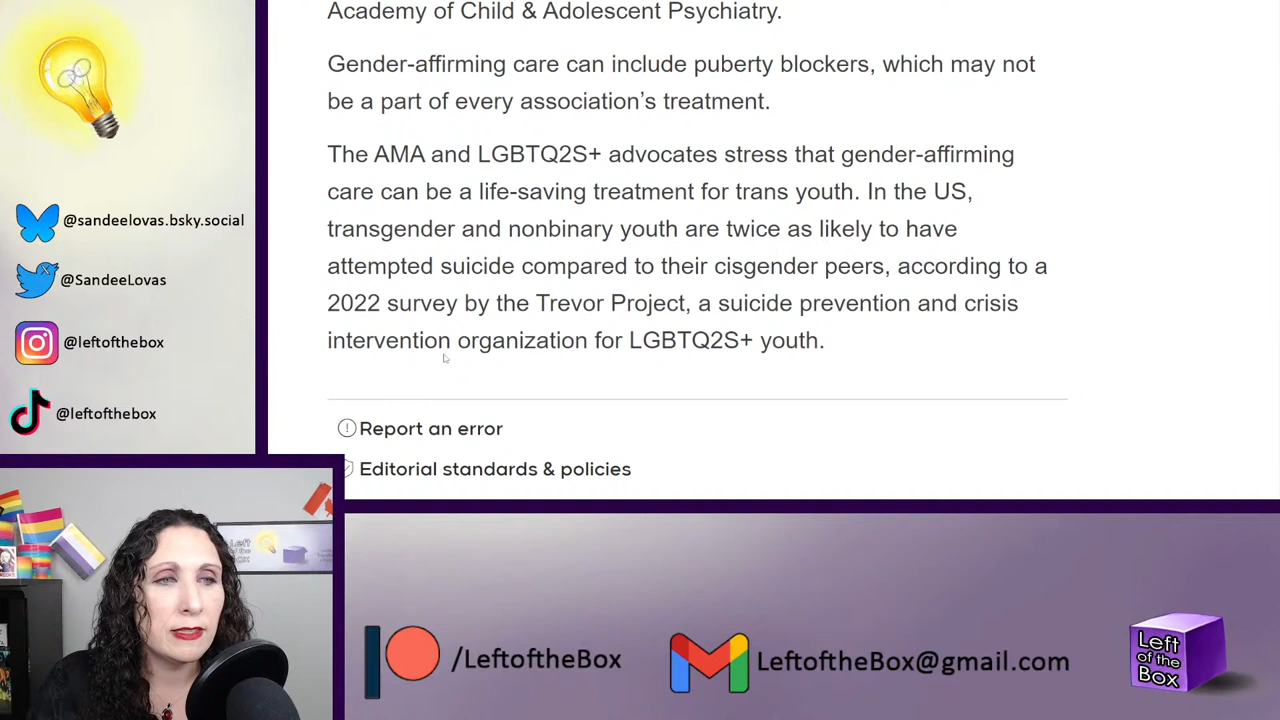 Academy of Child & Adolescent Psychiatry.
Gender-affirming care can include puberty blockers, which may not
be a part of every association’s treatment.
The AMA and LGBTQ2S+ advocates stress that gender-affirming
care can be a life-saving treatment for trans youth. In the US,
transgender and nonbinary youth are twice as likely to have
attempted suicide compared to their cisgender peers, according to a
2022 survey by the Trevor Project, a suicide prevention and crisis
intervention organization for LGBTQ2S+ youth.
Report an error
Editorial standards & policies
@sandeelovas.bsky.social
@SandeeLovas
@leftofthebox
@leftofthebox
Left
of the
Box
/LeftoftheBox
LeftoftheBox@gmail.com
Left
of the
Box